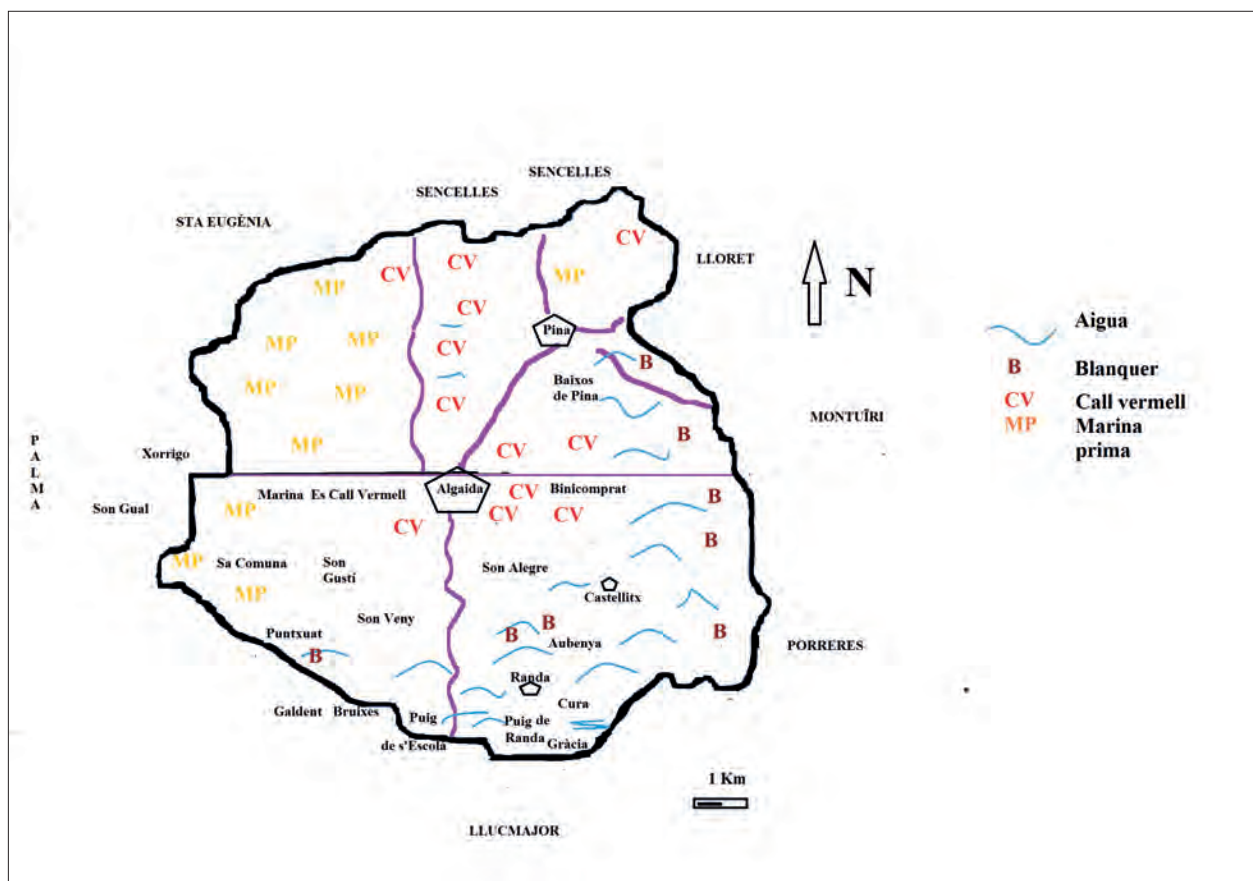 SENCELLES
SENCELLES
STA EUGÈNIA
CV
LLORET
CV
CV
MP
MP
N
CV
Aigua
Pina
MP
MP
CV
B
B
Blanquer
Baixos
de Pina
MP
MP
CV
CV
Call vermell
MONTUÏRI
MP
Marina
prima
B
MP
CV
CV
PALMA
Xorrigo
Marina Es Call Vermell
Algaida
CV
Binicomprat
B
Son Gual
MP
CV
CV
CV
B
MP
Sa Comuna
Son
Gustí
Son Alegre
Castellitx
MP
Son Veny
Puntxuat
B
B
B
Aubenya
B
PORRERES
Randa
Cura
Galdent
Bruixes
Puig
de s'Escolà
Puig de
Randa
Gràcia
1 Km
LLUCMAJOR